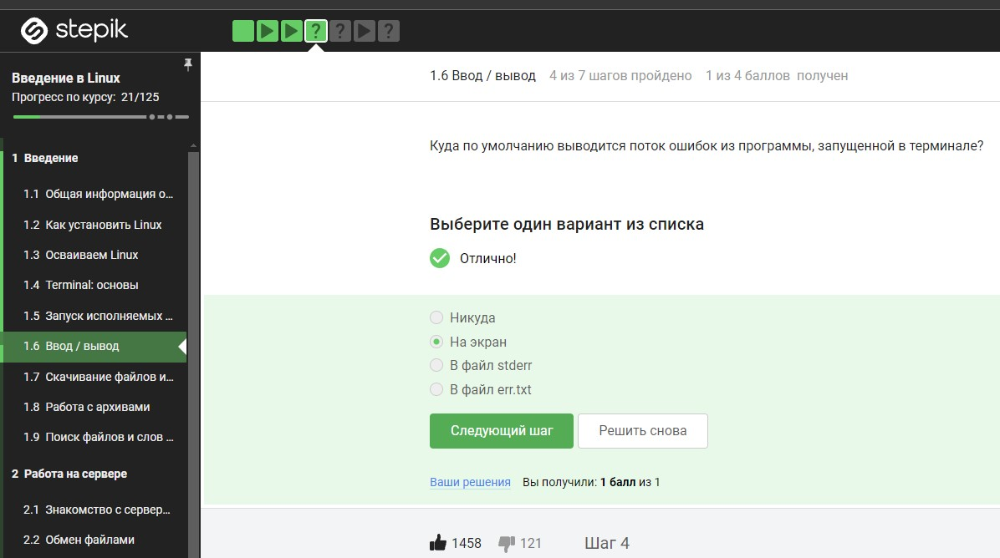 stepik
? ? ?
Введение в Linux
Прогресс по курсу: 21/125
1 Введение
1.1 Общая информация о...
1.2 Как установить Linux
1.3 Осваиваем Linux
1.4 Terminal: основы
1.5 Запуск исполняемых ...
1.6 Ввод / вывод
1.7 Скачивание файлов и...
1.8 Работа с архивами
1.9 Поиск файлов и слов ...
2 Работа на сервере
2.1 Знакомство с сервер...
2.2 Обмен файлами
1.6 Ввод / вывод 4 из 7 шагов пройдено 1 из 4 баллов получен
Куда по умолчанию выводится поток ошибок из программы, запущенной в терминале?
Выберите один вариант из списка
Отлично!
Никуда
На экран
В файл stderr
В файл err.txt
Следующий шаг Решить снова
Ваши решения Вы получили: 1 балл из 1
1458 121 Шаг 4